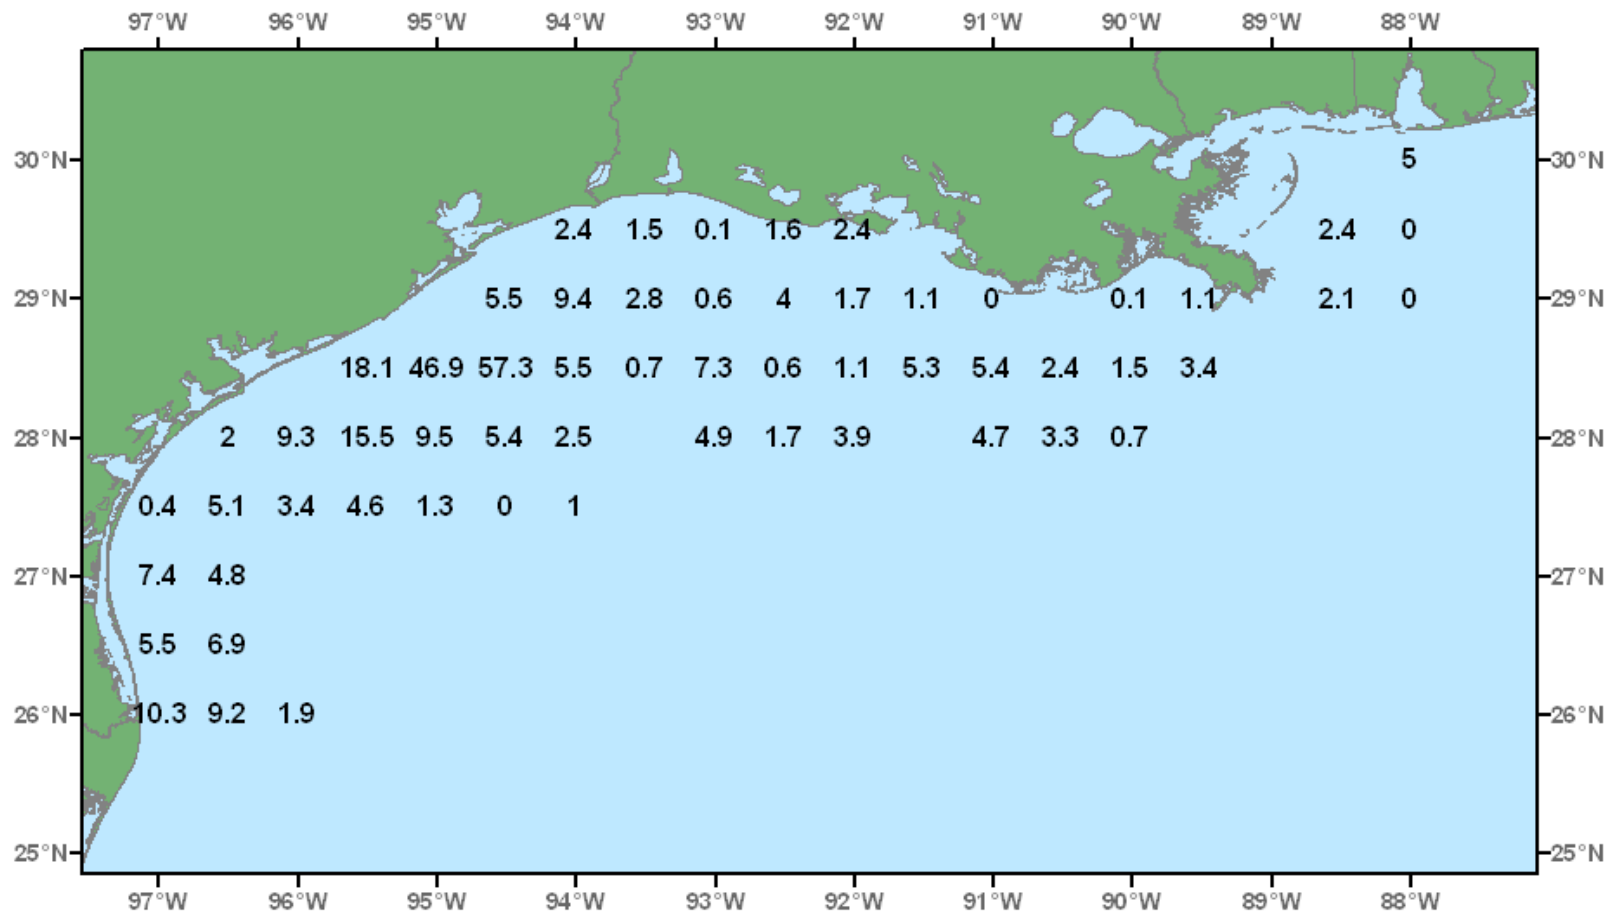 97°W 96°W 95°W 94°W 93°W 92°W 91°W 90°W 89°W 88°W
30°N 5 30°N
2.4 1.5 0.1 1.6 2.4 2.4 0
29°N 5.5 9.4 2.8 0.6 4 1.7 1.1 0 0.1 1.1 2.1 0 29°N
18.1 46.9 57.3 5.5 0.7 7.3 0.6 1.1 5.3 5.4 2.4 1.5 3.4
28°N 2 9.3 15.5 9.5 5.4 2.5 4.9 1.7 3.9 4.7 3.3 0.7 28°N
0.4 5.1 3.4 4.6 1.3 0 1
27°N 7.4 4.8 27°N
5.5 6.9
26°N 10.3 9.2 1.9 26°N
25°N 25°N
97°W 96°W 95°W 94°W 93°W 92°W 91°W 90°W 89°W 88°W